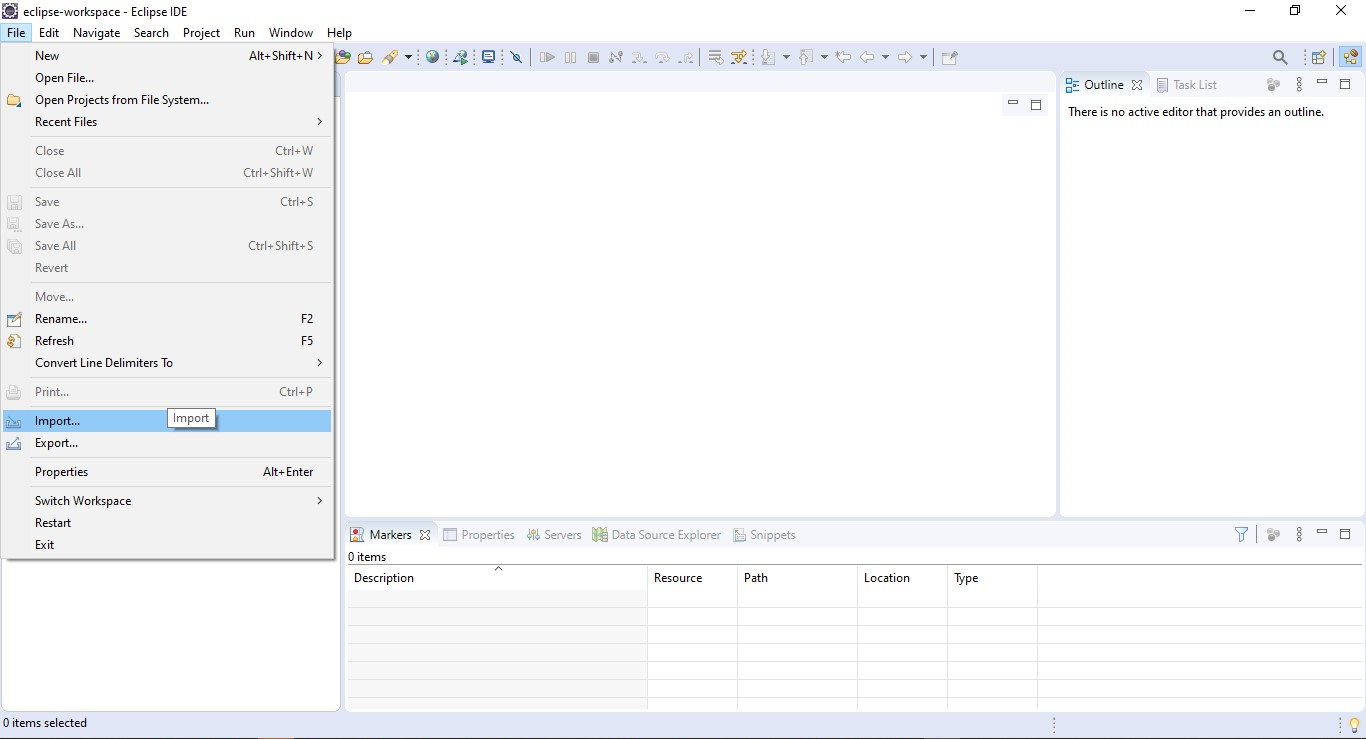 eclipse-workspace - Eclipse IDE
File Edit Navigate Search Project Run Window Help
New Alt+Shift+N
Open File...
Open Projects from File System...
Recent Files
Close Ctrl+W
Close All Ctrl+Shift+W
Save Ctrl+S
Save As...
Save All Ctrl+Shift+S
Revert
Move...
Rename... F2
Refresh F5
Convert Line Delimiters To
Print... Ctrl+P
Import... Import
Export...
Properties Alt+Enter
Switch Workspace
Restart
Exit
Outline Task List
There is no active editor that provides an outline.
Markers Properties Servers Data Source Explorer Snippets
0 items
Description Resource Path Location Type
0 items selected